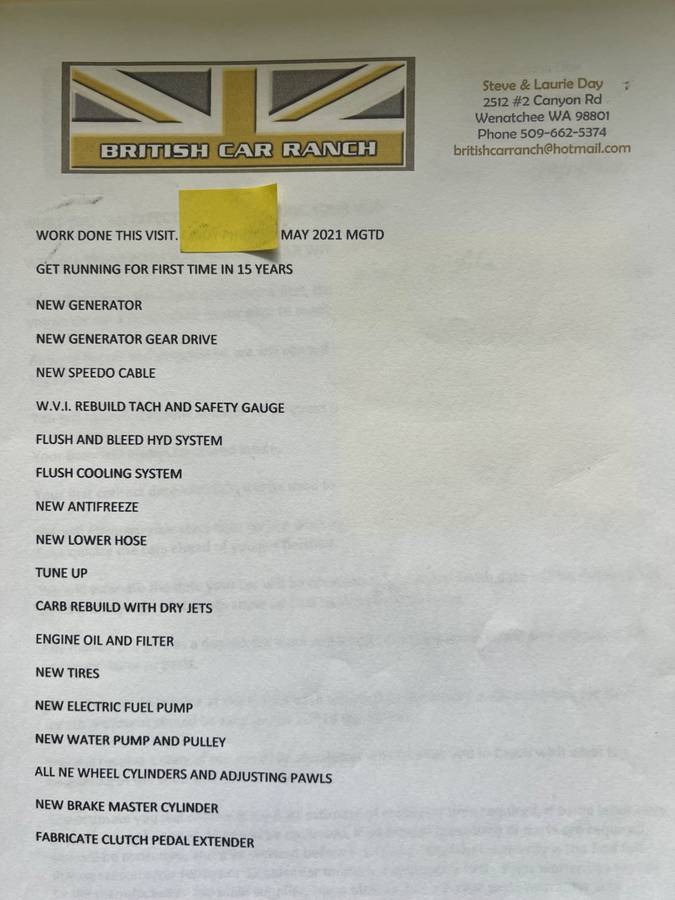 BRITISH CAR RANCH
Steve & Laurie Day
2512 #2 Canyon Rd
Wenatchee WA 98801
Phone 509-662-5374
britishcarranch@hotmail.com
WORK DONE THIS VISIT. MAY 2021 MGTD
GET RUNNING FOR FIRST TIME IN 15 YEARS
NEW GENERATOR
NEW GENERATOR GEAR DRIVE
NEW SPEEDO CABLE
W.V.I. REBUILD TACH AND SAFETY GAUGE
FLUSH AND BLEED HYD SYSTEM
FLUSH COOLING SYSTEM
NEW ANTIFREEZE
NEW LOWER HOSE
TUNE UP
CARB REBUILD WITH DRY JETS
ENGINE OIL AND FILTER
NEW TIRES
NEW ELECTRIC FUEL PUMP
NEW WATER PUMP AND PULLEY
ALL NE WHEEL CYLINDERS AND ADJUSTING PAWLS
NEW BRAKE MASTER CYLINDER
FABRICATE CLUTCH PEDAL EXTENDER